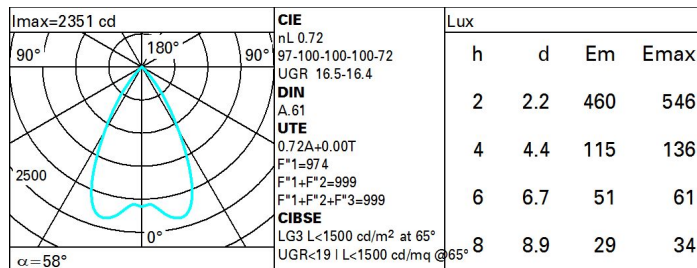 Imax=2351 cd
90°
180°
90°
2500
0°
α=58°
CIE
nL 0.72
97-100-100-100-72
UGR 16.5-16.4
DIN
A.61
UTE
0.72A+0.00T
F"1=974
F"1+F"2=999
F"1+F"2+F"3=999
CIBSE
LG3 L<1500 cd/m² at 65°
UGR<19 | L<1500 cd/mq @65°
Lux
h d Em Emax
2 2.2 460 546
4 4.4 115 136
6 6.7 51 61
8 8.9 29 34